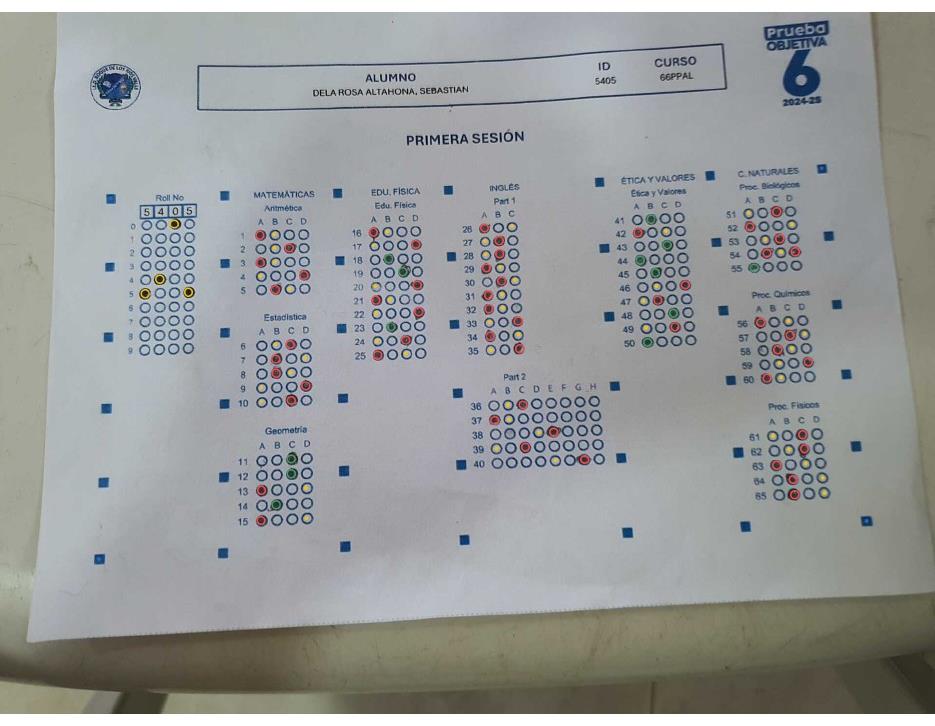 Prueba
OBJETIVA
6
2024-25
ALUMNO
DELA ROSA ALTAHONA, SEBASTIAN
ID
5405
CURSO
66PPAL
PRIMERA SESIÓN
Roll No
5 4 0 5
0
1
2
3
4
5
6
7
8
9
MATEMÁTICAS
Aritmética
A B C D
1
2
3
4
5
Estadística
A B C D
6
7
8
9
10
Geometría
A B C D
11
12
13
14
15
EDU. FÍSICA
Edu. Física
A B C D
16
17
18
19
20
21
22
23
24
25
INGLÉS
Part 1
A B C
26
27
28
29
30
31
32
33
34
35
Part 2
A B C D E F G H
36
37
38
39
40
ÉTICA Y VALORES
Ética y Valores
A B C D
41
42
43
44
45
46
47
48
49
50
C. NATURALES
Proc. Biológicos
A B C D
51
52
53
54
55
Proc. Químicos
A B C D
56
57
58
59
60
Proc. Físicos
A B C D
61
62
63
64
65